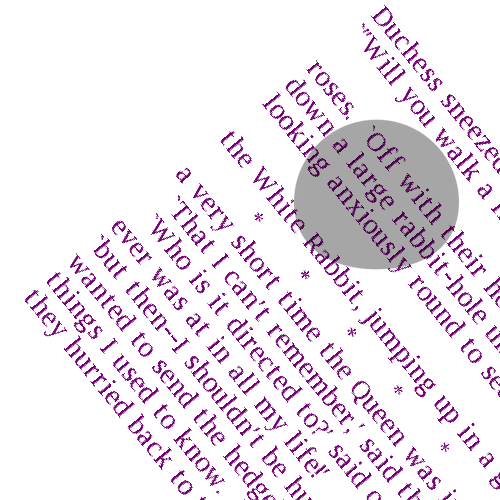 Duchess sneezed
`"Will you walk a
roses. `Off with their
down a large rabbit-hole
looking anxiously round to
the White Rabbit, jumping up in a
* * * * *
a very short time the Queen was
`That I can't remember,' said
`Who is it directed to?' said
ever was at in all my life!'
`but then--I shouldn't be
wanted to send the
things I used to know.
they hurried back to